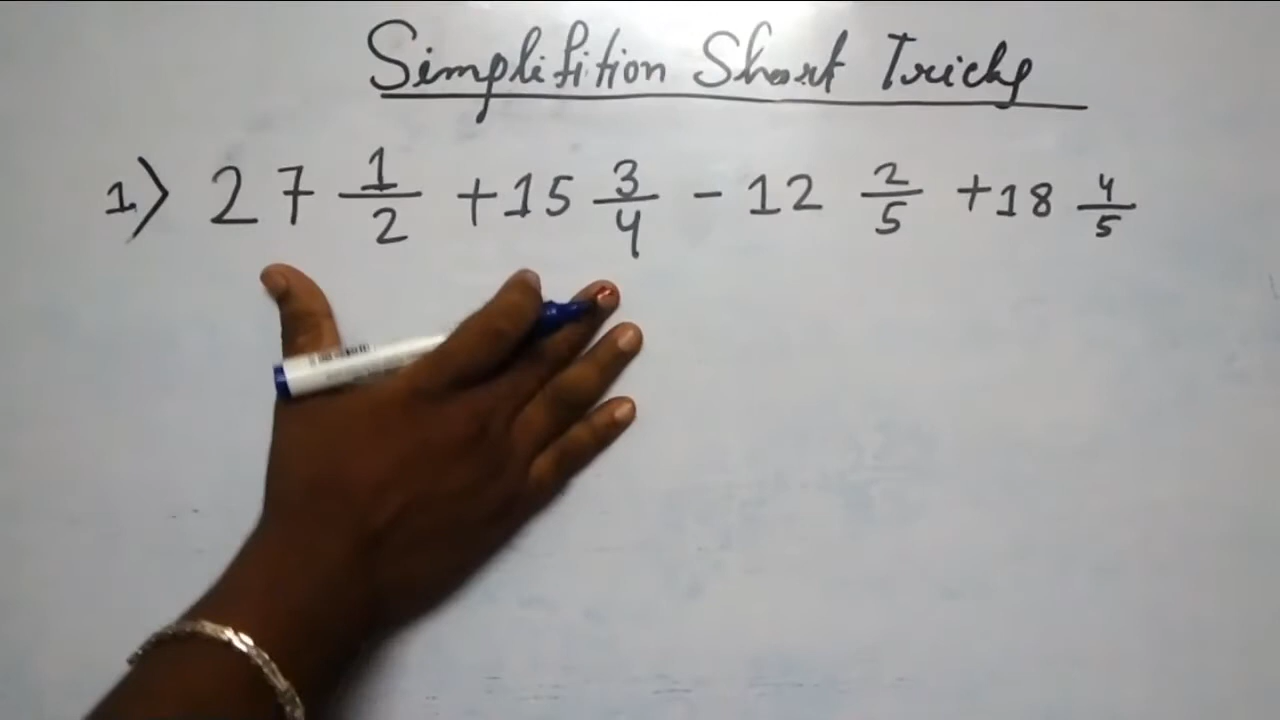 Simplifition Short Tricks
1) 27 1/2 + 15 3/4 - 12 2/5 + 18 4/5